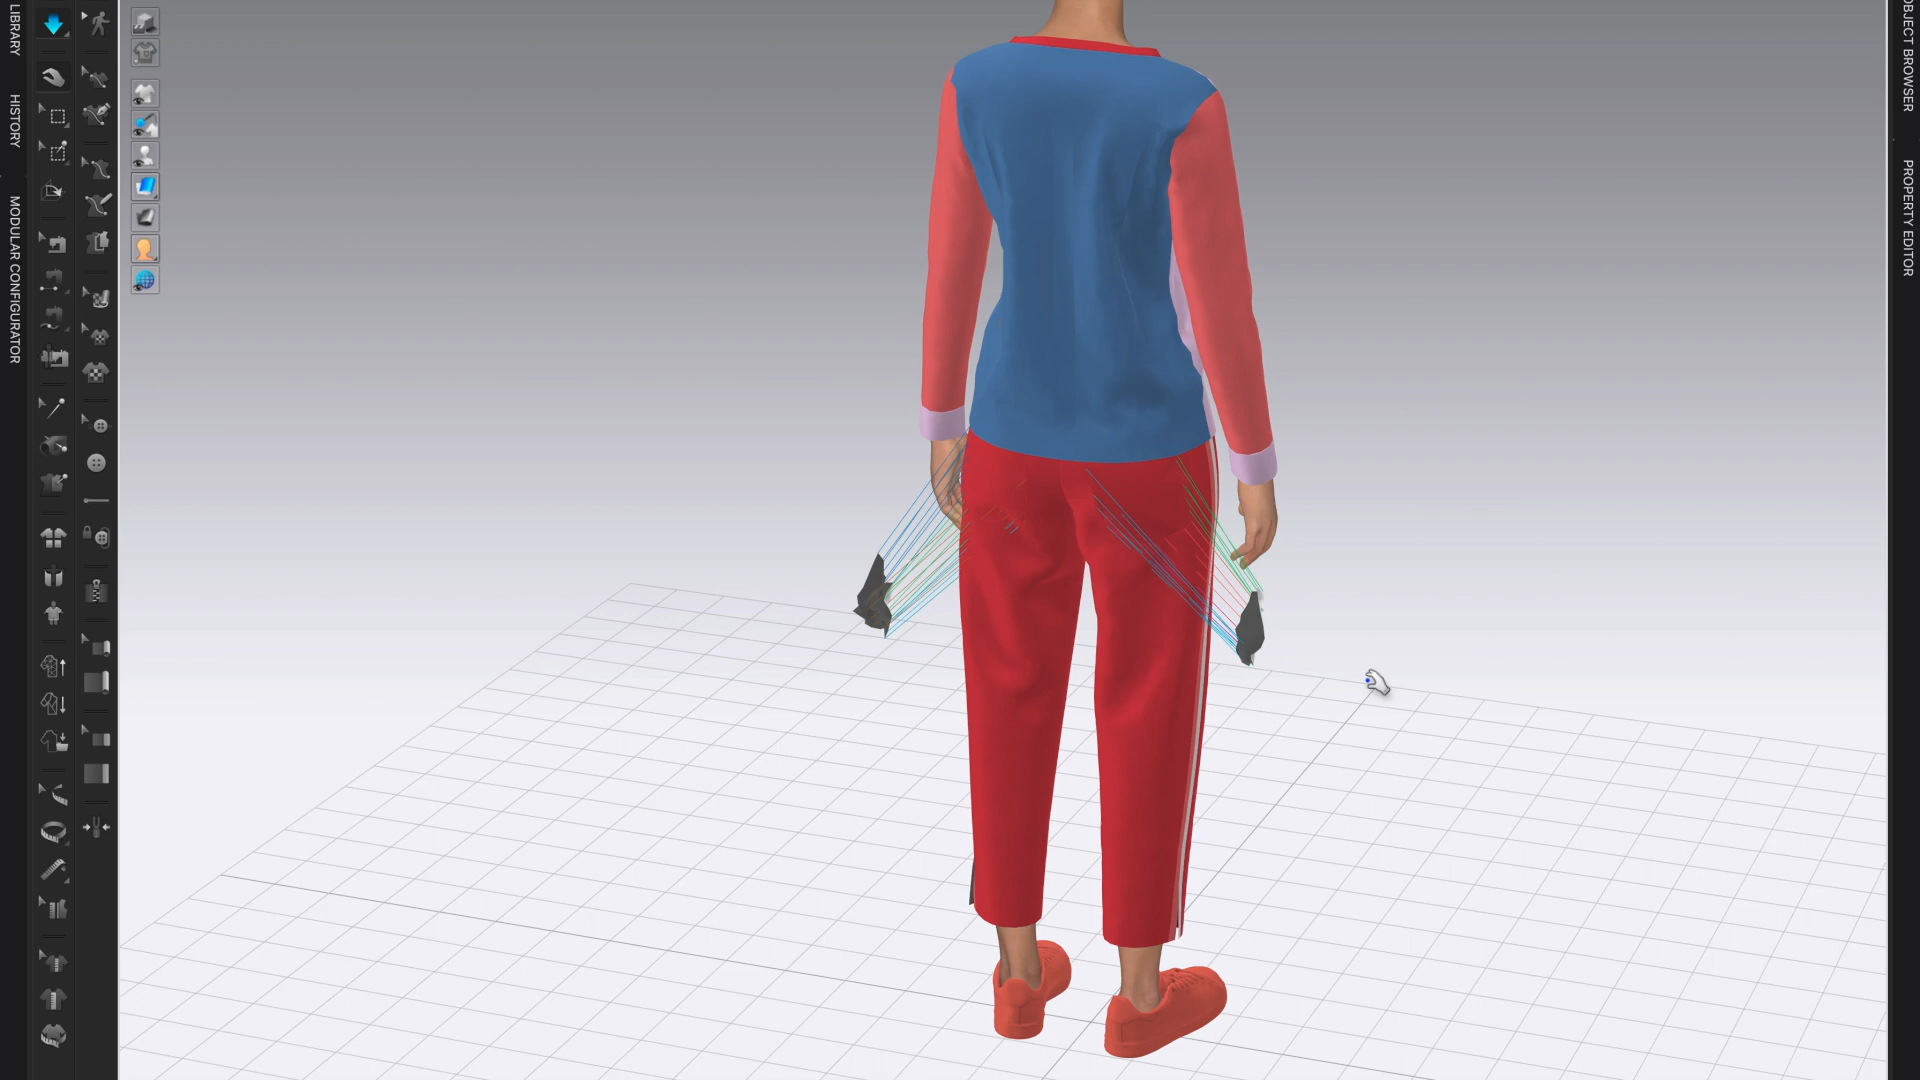 LIBRARY
HISTORY
MODULAR CONFIGURATOR
OBJECT BROWSER
PROPERTY EDITOR